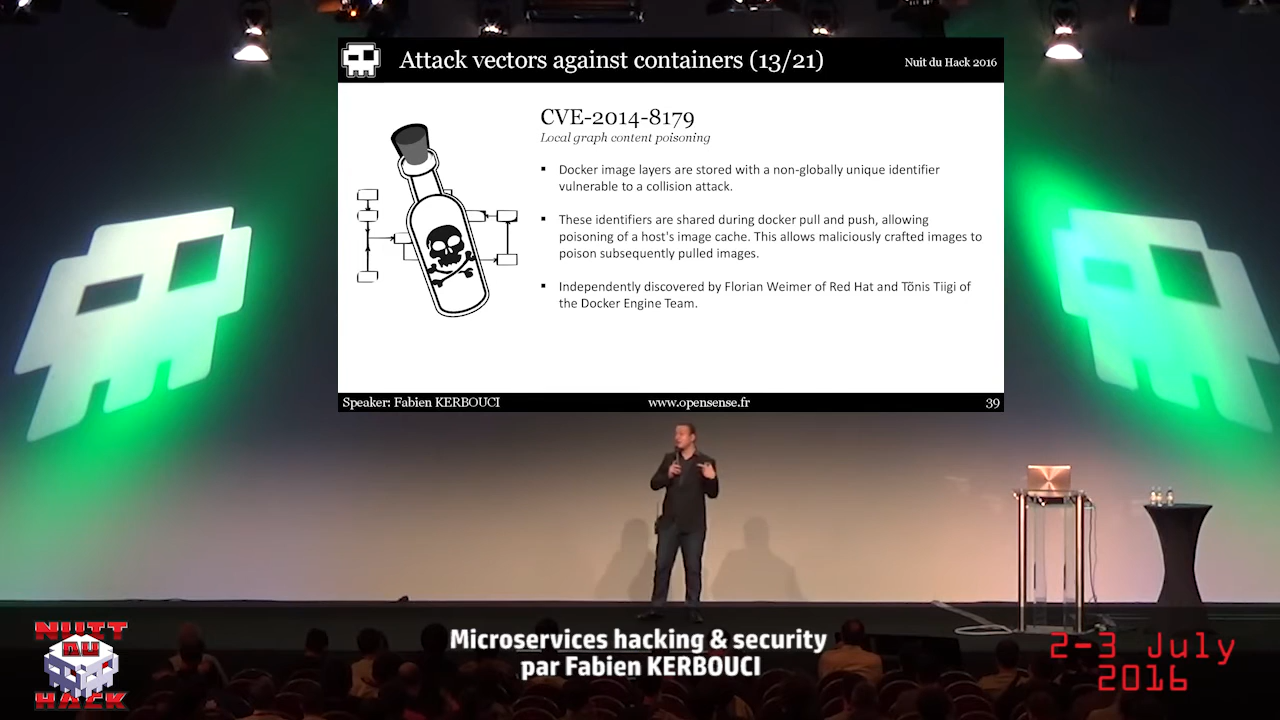 Attack vectors against containers (13/21)
Nuit du Hack 2016
CVE-2014-8179
Local graph content poisoning
▪ Docker image layers are stored with a non-globally unique identifier
vulnerable to a collision attack.
▪ These identifiers are shared during docker pull and push, allowing
poisoning of a host's image cache. This allows maliciously crafted images to
poison subsequently pulled images.
▪ Independently discovered by Florian Weimer of Red Hat and Tõnis Tiigi of
the Docker Engine Team.
Speaker: Fabien KERBOUCI
www.opensense.fr
39
NUIT
DU
HACK
Microservices hacking & security
par Fabien KERBOUCI
2-3 July
2016